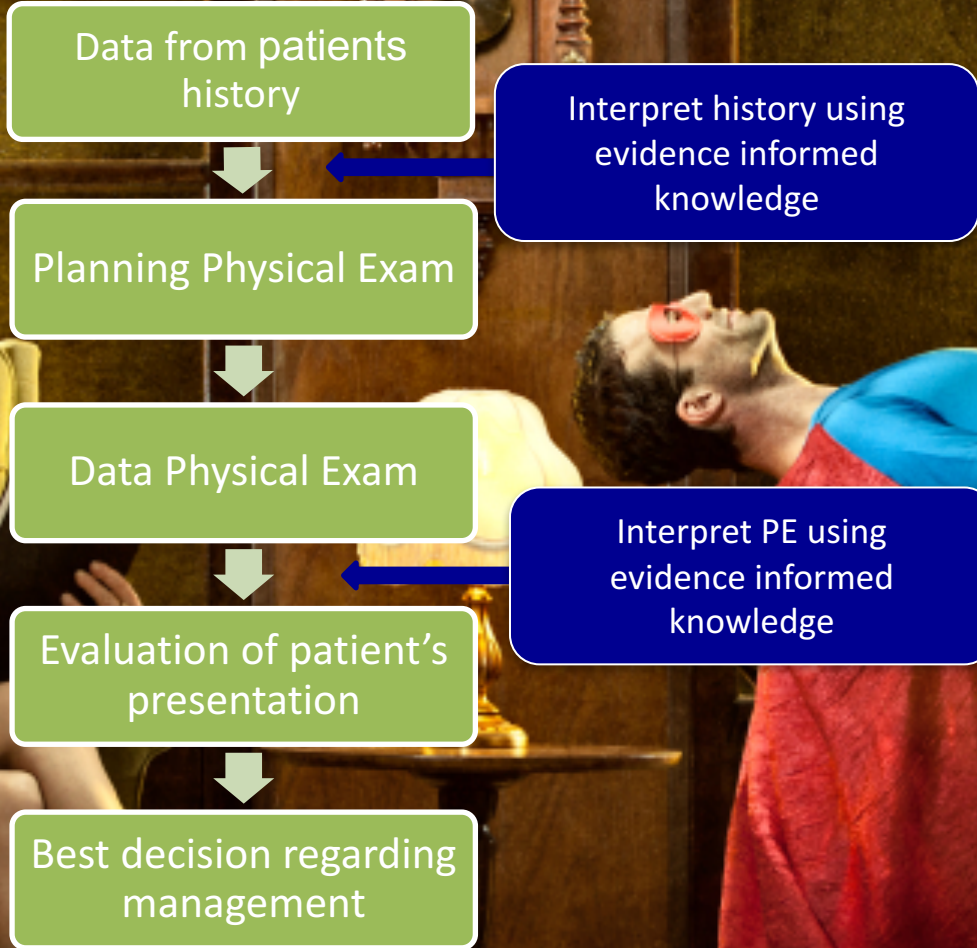 Data from patients
history
Interpret history using
evidence informed
knowledge
Planning Physical Exam
Data Physical Exam
Interpret PE using
evidence informed
knowledge
Evaluation of patient’s
presentation
Best decision regarding
management